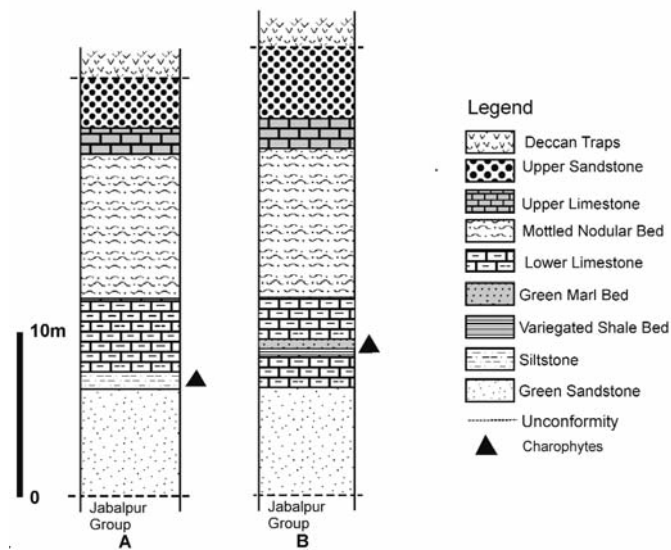 10m
0
Jabalpur
Group
A
Jabalpur
Group
B
Legend
Deccan Traps
Upper Sandstone
Upper Limestone
Mottled Nodular Bed
Lower Limestone
Green Marl Bed
Variegated Shale Bed
Siltstone
Green Sandstone
Unconformity
Charophytes